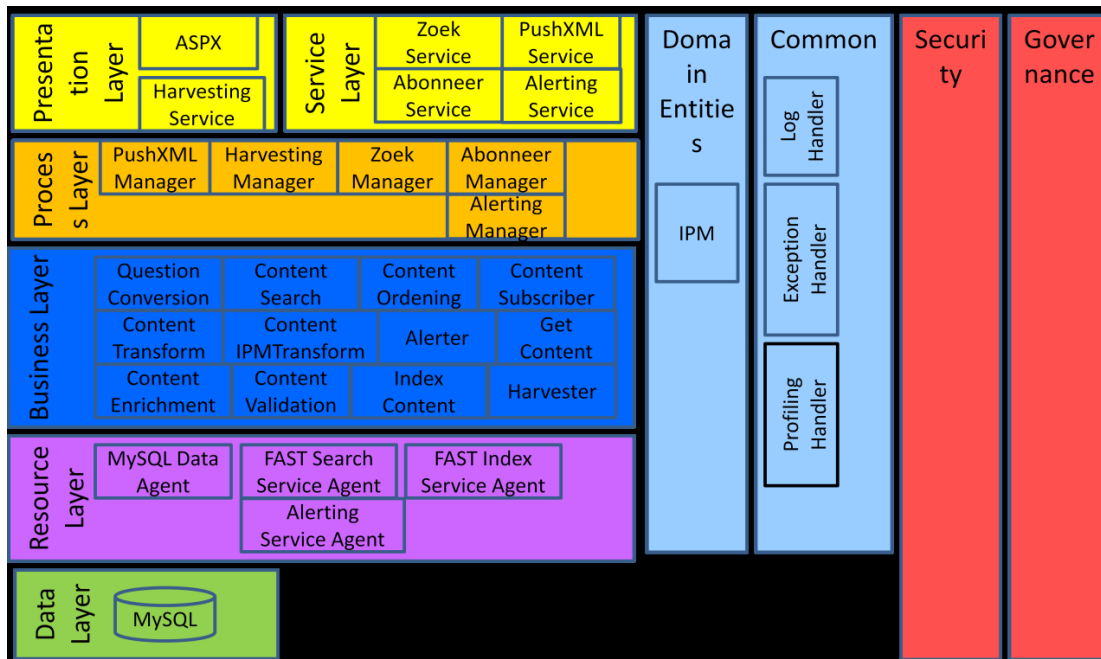 Presenta
tion
Layer
ASPX
Harvesting
Service
Service
Layer
Zoek
Service
PushXML
Service
Abonneer
Service
Alerting
Service
Proces
s Layer
PushXML
Manager
Harvesting
Manager
Zoek
Manager
Abonneer
Manager
Alerting
Manager
Business Layer
Question
Conversion
Content
Search
Content
Ordening
Content
Subscriber
Content
Transform
Content
IPMTransform
Alerter
Get
Content
Content
Enrichment
Content
Validation
Index
Content
Harvester
Resource
Layer
MySQL Data
Agent
FAST Search
Service Agent
FAST Index
Service Agent
Alerting
Service Agent
Data
Layer
MySQL
Doma
in
Entitie
s
IPM
Common
Log
Handler
Exception
Handler
Profiling
Handler
Securi
ty
Gover
nance